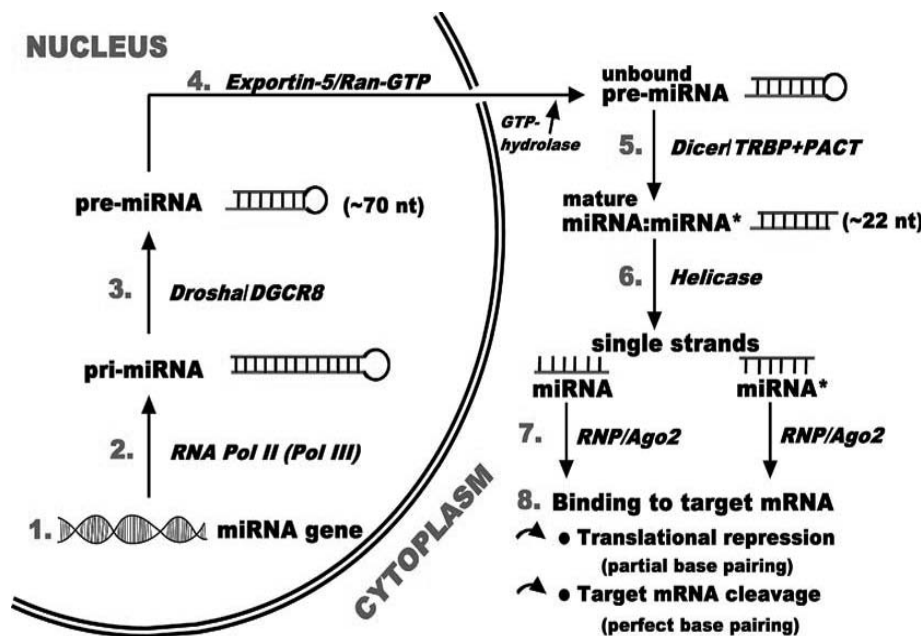 NUCLEUS
4. Exportin-5/Ran-GTP
GTP-
hydrolase
unbound
pre-miRNA
5. Dicer/TRBP+PACT
pre-miRNA (~70 nt)
mature
miRNA:miRNA* (~22 nt)
3. Drosha/DGCR8
6. Helicase
pri-miRNA
single strands
miRNA miRNA*
2. RNA Pol II (Pol III)
7. RNP/Ago2 RNP/Ago2
1. miRNA gene
CYTOPLASM
8. Binding to target mRNA
• Translational repression
(partial base pairing)
• Target mRNA cleavage
(perfect base pairing)